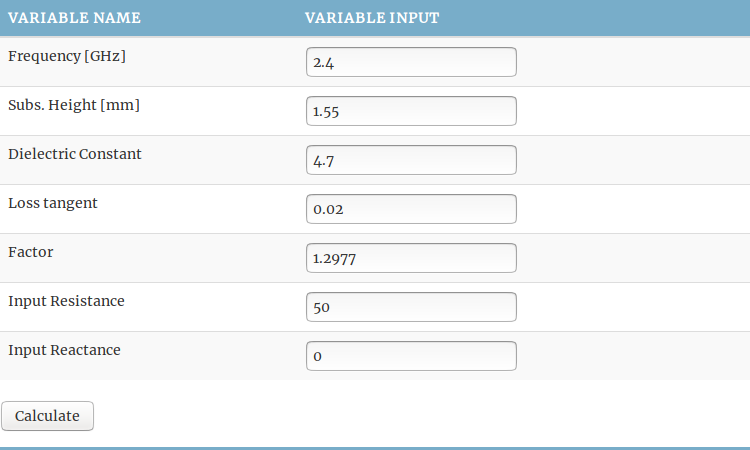 VARIABLE NAME VARIABLE INPUT
Frequency [GHz] 2.4
Subs. Height [mm] 1.55
Dielectric Constant 4.7
Loss tangent 0.02
Factor 1.2977
Input Resistance 50
Input Reactance 0
Calculate